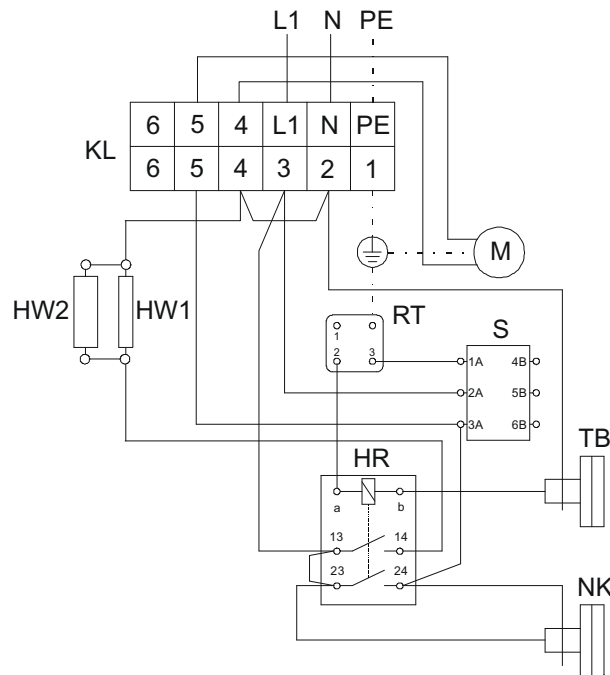 L1 N PE
6 5 4 L1 N PE
KL
6 5 4 3 2 1
M
HW2 HW1
RT
1
2 3
S
1A 4B
2A 5B
3A 6B
TB
HR
a b
13 14
23 24
NK